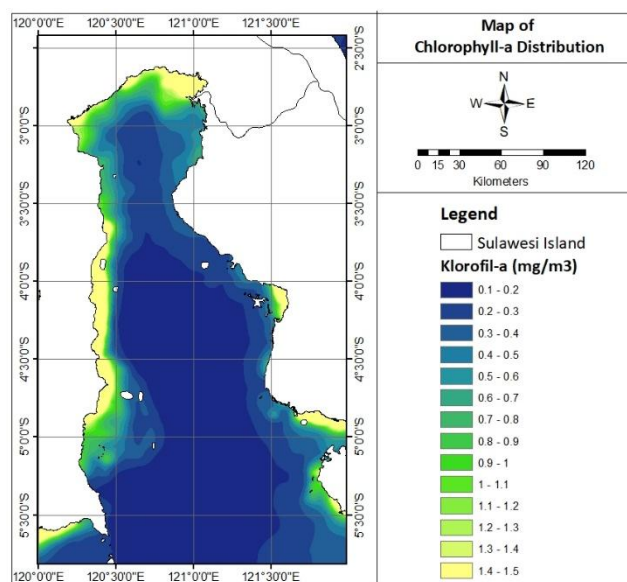 120°0'0"E 120°30'0"E 121°0'0"E 121°30'0"E
2°30'0"S
3°0'0"S
3°30'0"S
4°0'0"S
4°30'0"S
5°0'0"S
5°30'0"S
3°0'0"S
3°30'0"S
4°0'0"S
4°30'0"S
5°0'0"S
5°30'0"S
120°0'0"E 120°30'0"E 121°0'0"E 121°30'0"E
Map of
Chlorophyll-a Distribution
N
W E
S
0 15 30 60 90 120
Kilometers
Legend
Sulawesi Island
Klorofil-a (mg/m3)
0.1 - 0.2
0.2 - 0.3
0.3 - 0.4
0.4 - 0.5
0.5 - 0.6
0.6 - 0.7
0.7 - 0.8
0.8 - 0.9
0.9 - 1
1 - 1.1
1.1 - 1.2
1.2 - 1.3
1.3 - 1.4
1.4 - 1.5